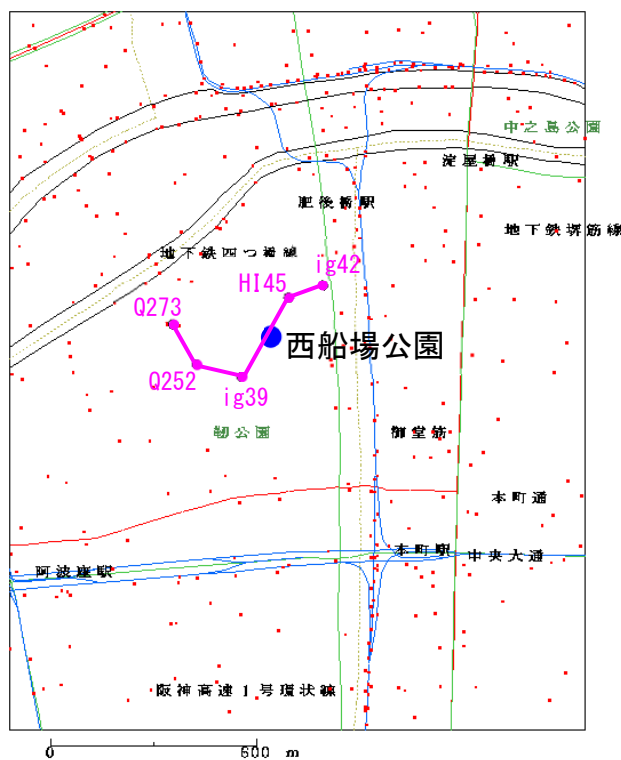 中之島公園
淀屋橋駅
肥後橋駅
地下鉄堺筋線
地下鉄四つ橋線
ig42
HI45
Q273
西船場公園
Q252
ig39
靭公園
御堂筋
本町通
本町駅
中央大通
阿波座駅
阪神高速1号環状線
0 600 m